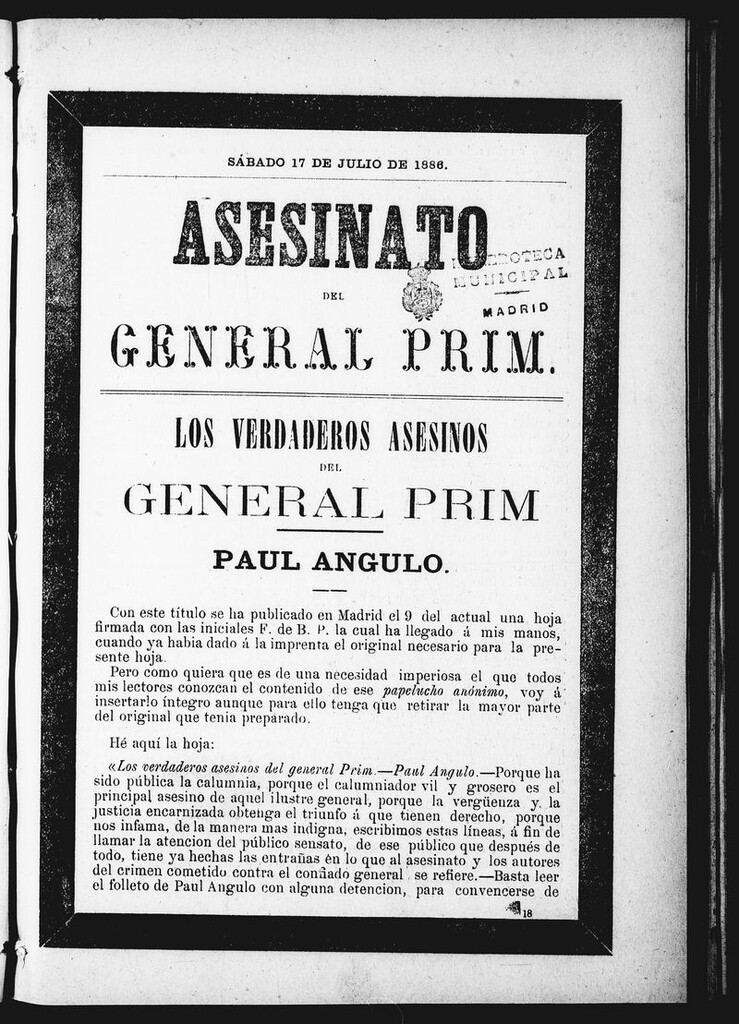 SÁBADO 17 DE JULIO DE 1886.
ASESINATO
DEL
GENERAL PRIM.
MUNICIPAL
MADRID
LOS VERDADEROS ASESINOS
DEL
GENERAL PRIM
PAUL ANGULO.
Con este título se ha publicado en Madrid el 9 del actual una hoja
firmada con las iniciales F. de B. P. la cual ha llegado á mis manos,
cuando ya habia dado á la imprenta el original necesario para la pre-
sente hoja.
Pero como quiera que es de una necesidad imperiosa el que todos
mis lectores conozcan el contenido de ese papelucho anónimo, voy á
insertarlo íntegro aunque para ello tenga que retirar la mayor parte
del original que tenia preparado.
Hé aquí la hoja:
«Los verdaderos asesinos del general Prim.—Paul Angulo.—Porque ha
sido pública la calumnia, porque el calumniador vil y grosero es el
principal asesino de aquel ilustre general, porque la vergüenza y la
justicia encarnizada obtenga el triunfo á que tienen derecho, porque
nos infama, de la manera mas indigna, escribimos estas líneas, á fin de
llamar la atencion del público sensato, de ese público que después de
todo, tiene ya hechas las entrañas en lo que al asesinato y los autores
del crimen cometido contra el confiado general se refiere.—Basta leer
el folleto de Paul Angulo con alguna detencion, para convencerse de
18